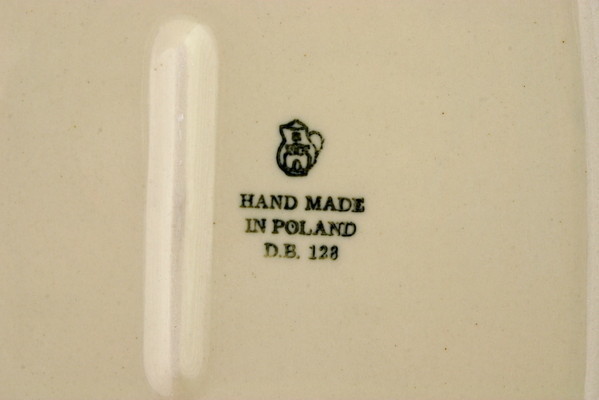 HAND MADE
IN POLAND
D.B. 128